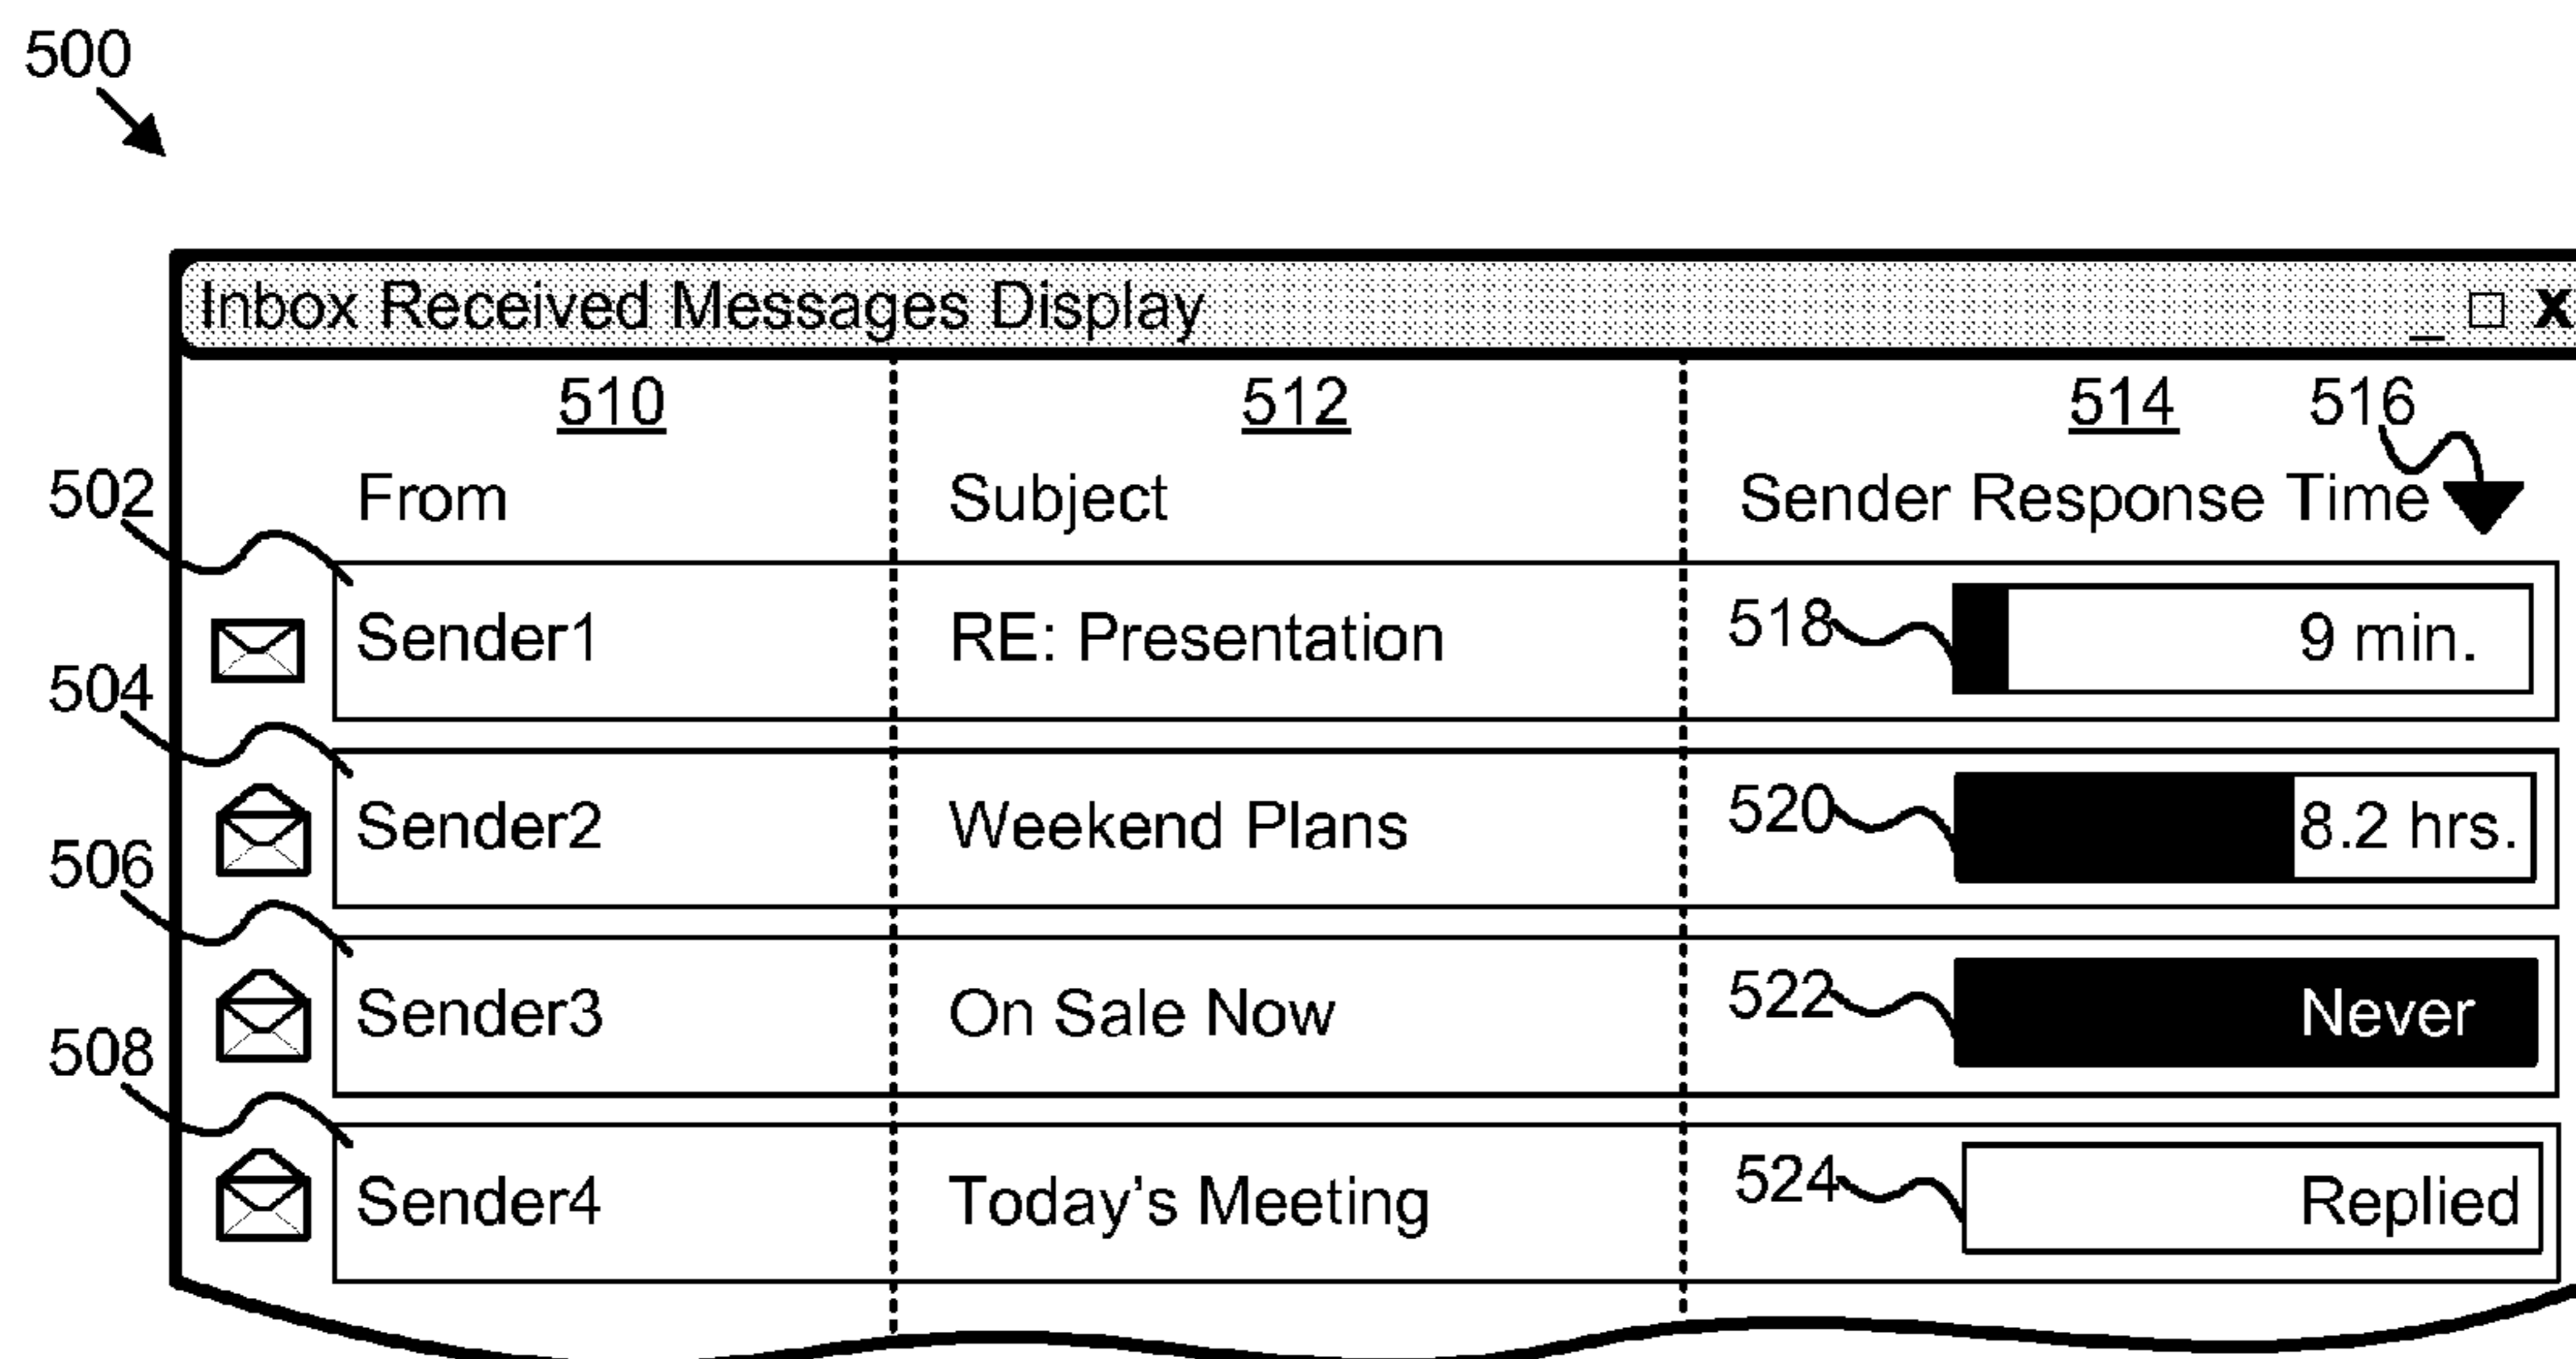 500
Inbox Received Messages Display _ □ X
510 512 514 516
502 From Subject Sender Response Time
Sender1 RE: Presentation 518 9 min.
504
Sender2 Weekend Plans 520 8.2 hrs.
506
Sender3 On Sale Now 522 Never
508
Sender4 Today's Meeting 524 Replied